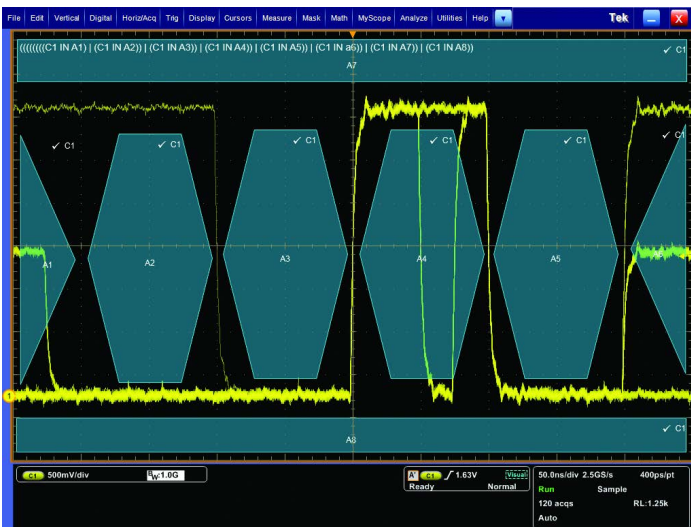 File Edit Vertical Digital Horiz/Acq Trig Display Cursors Measure Mask Math MyScope Analyze Utilities Help Tek X
((((((((C1 IN A1) | (C1 IN A2)) | (C1 IN A3)) | (C1 IN A4)) | (C1 IN A5)) | (C1 IN a6)) | (C1 IN A7)) | (C1 IN A8))
C1
A7
C1 C1 C1 C1 C1 C1
A1 A2 A3 A4 A5
1
C1
A8
C1 500mV/div BW:1.0G
A' C1 1.63V Visual
Ready Normal
50.0ns/div 2.5GS/s 400ps/pt
Run Sample
120 acqs RL:1.25k
Auto